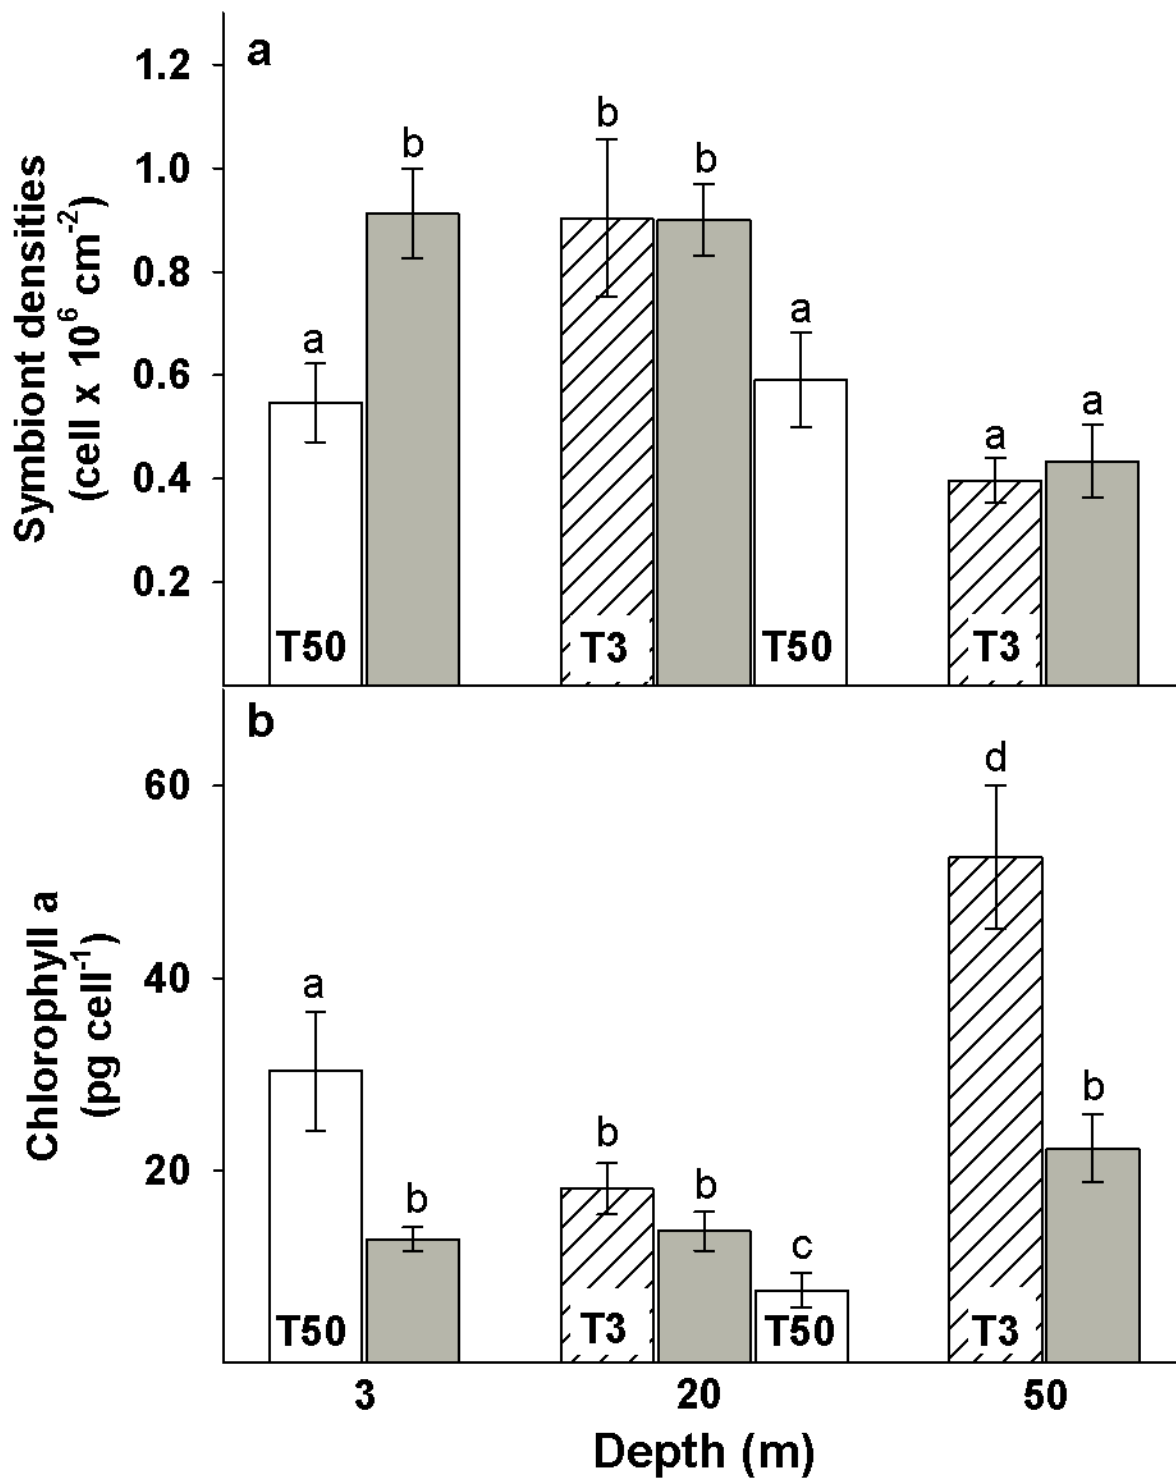 a
Symbiont densities
(cell x 10⁶ cm⁻²)
1.2
1.0
0.8
0.6
0.4
0.2
a
b
b
b
a
a
a
T50
T3
T50
T3
b
Chlorophyll a
(pg cell⁻¹)
60
40
20
a
b
b
b
c
d
b
T50
T3
T50
T3
3
20
50
Depth (m)